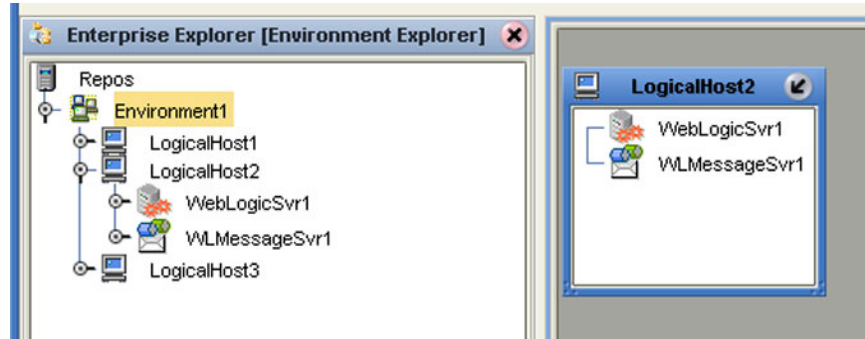 Enterprise Explorer [Environment Explorer]
Repos
Environment1
LogicalHost1
LogicalHost2
WebLogicSvr1
WLMessageSvr1
LogicalHost3
LogicalHost2
WebLogicSvr1
WLMessageSvr1